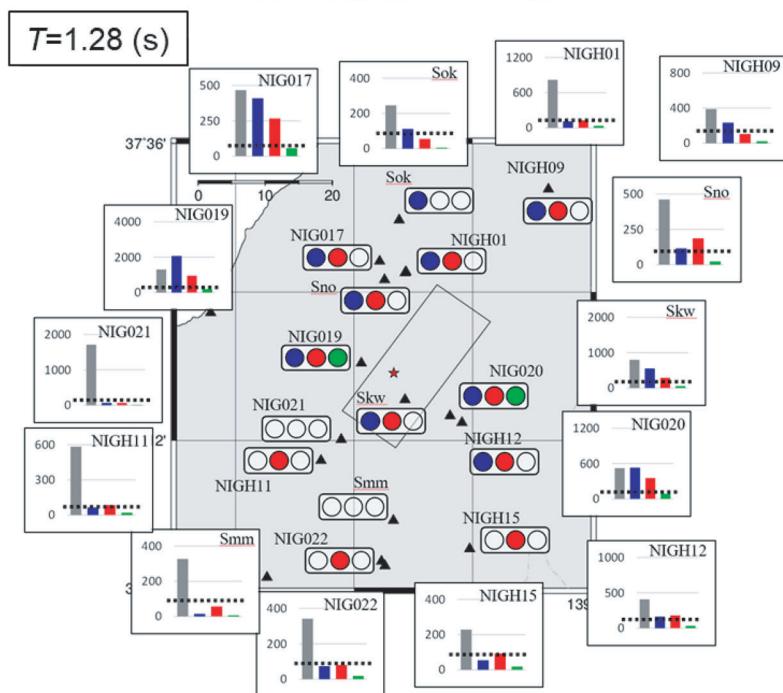 T=1.28 (s)
NIG017
500
250
0
Sok
400
200
0
NIGH01
1200
600
0
NIGH09
800
400
0
37°36'
0
20
Sok
NIGH09
Sno
500
250
0
NIG019
4000
2000
0
NIG017
NIGH01
Sno
Skw
2000
1000
0
NIG021
2000
1000
0
NIG019
NIG020
Skw
NIG021
NIG020
1200
600
0
NIGH11
600
300
0
2'
NIGH11
NIGH12
Smm
Smm
400
200
0
NIG022
NIGH15
NIGH12
1000
500
0
3
139
NIG022
400
200
0
NIGH15
400
200
0